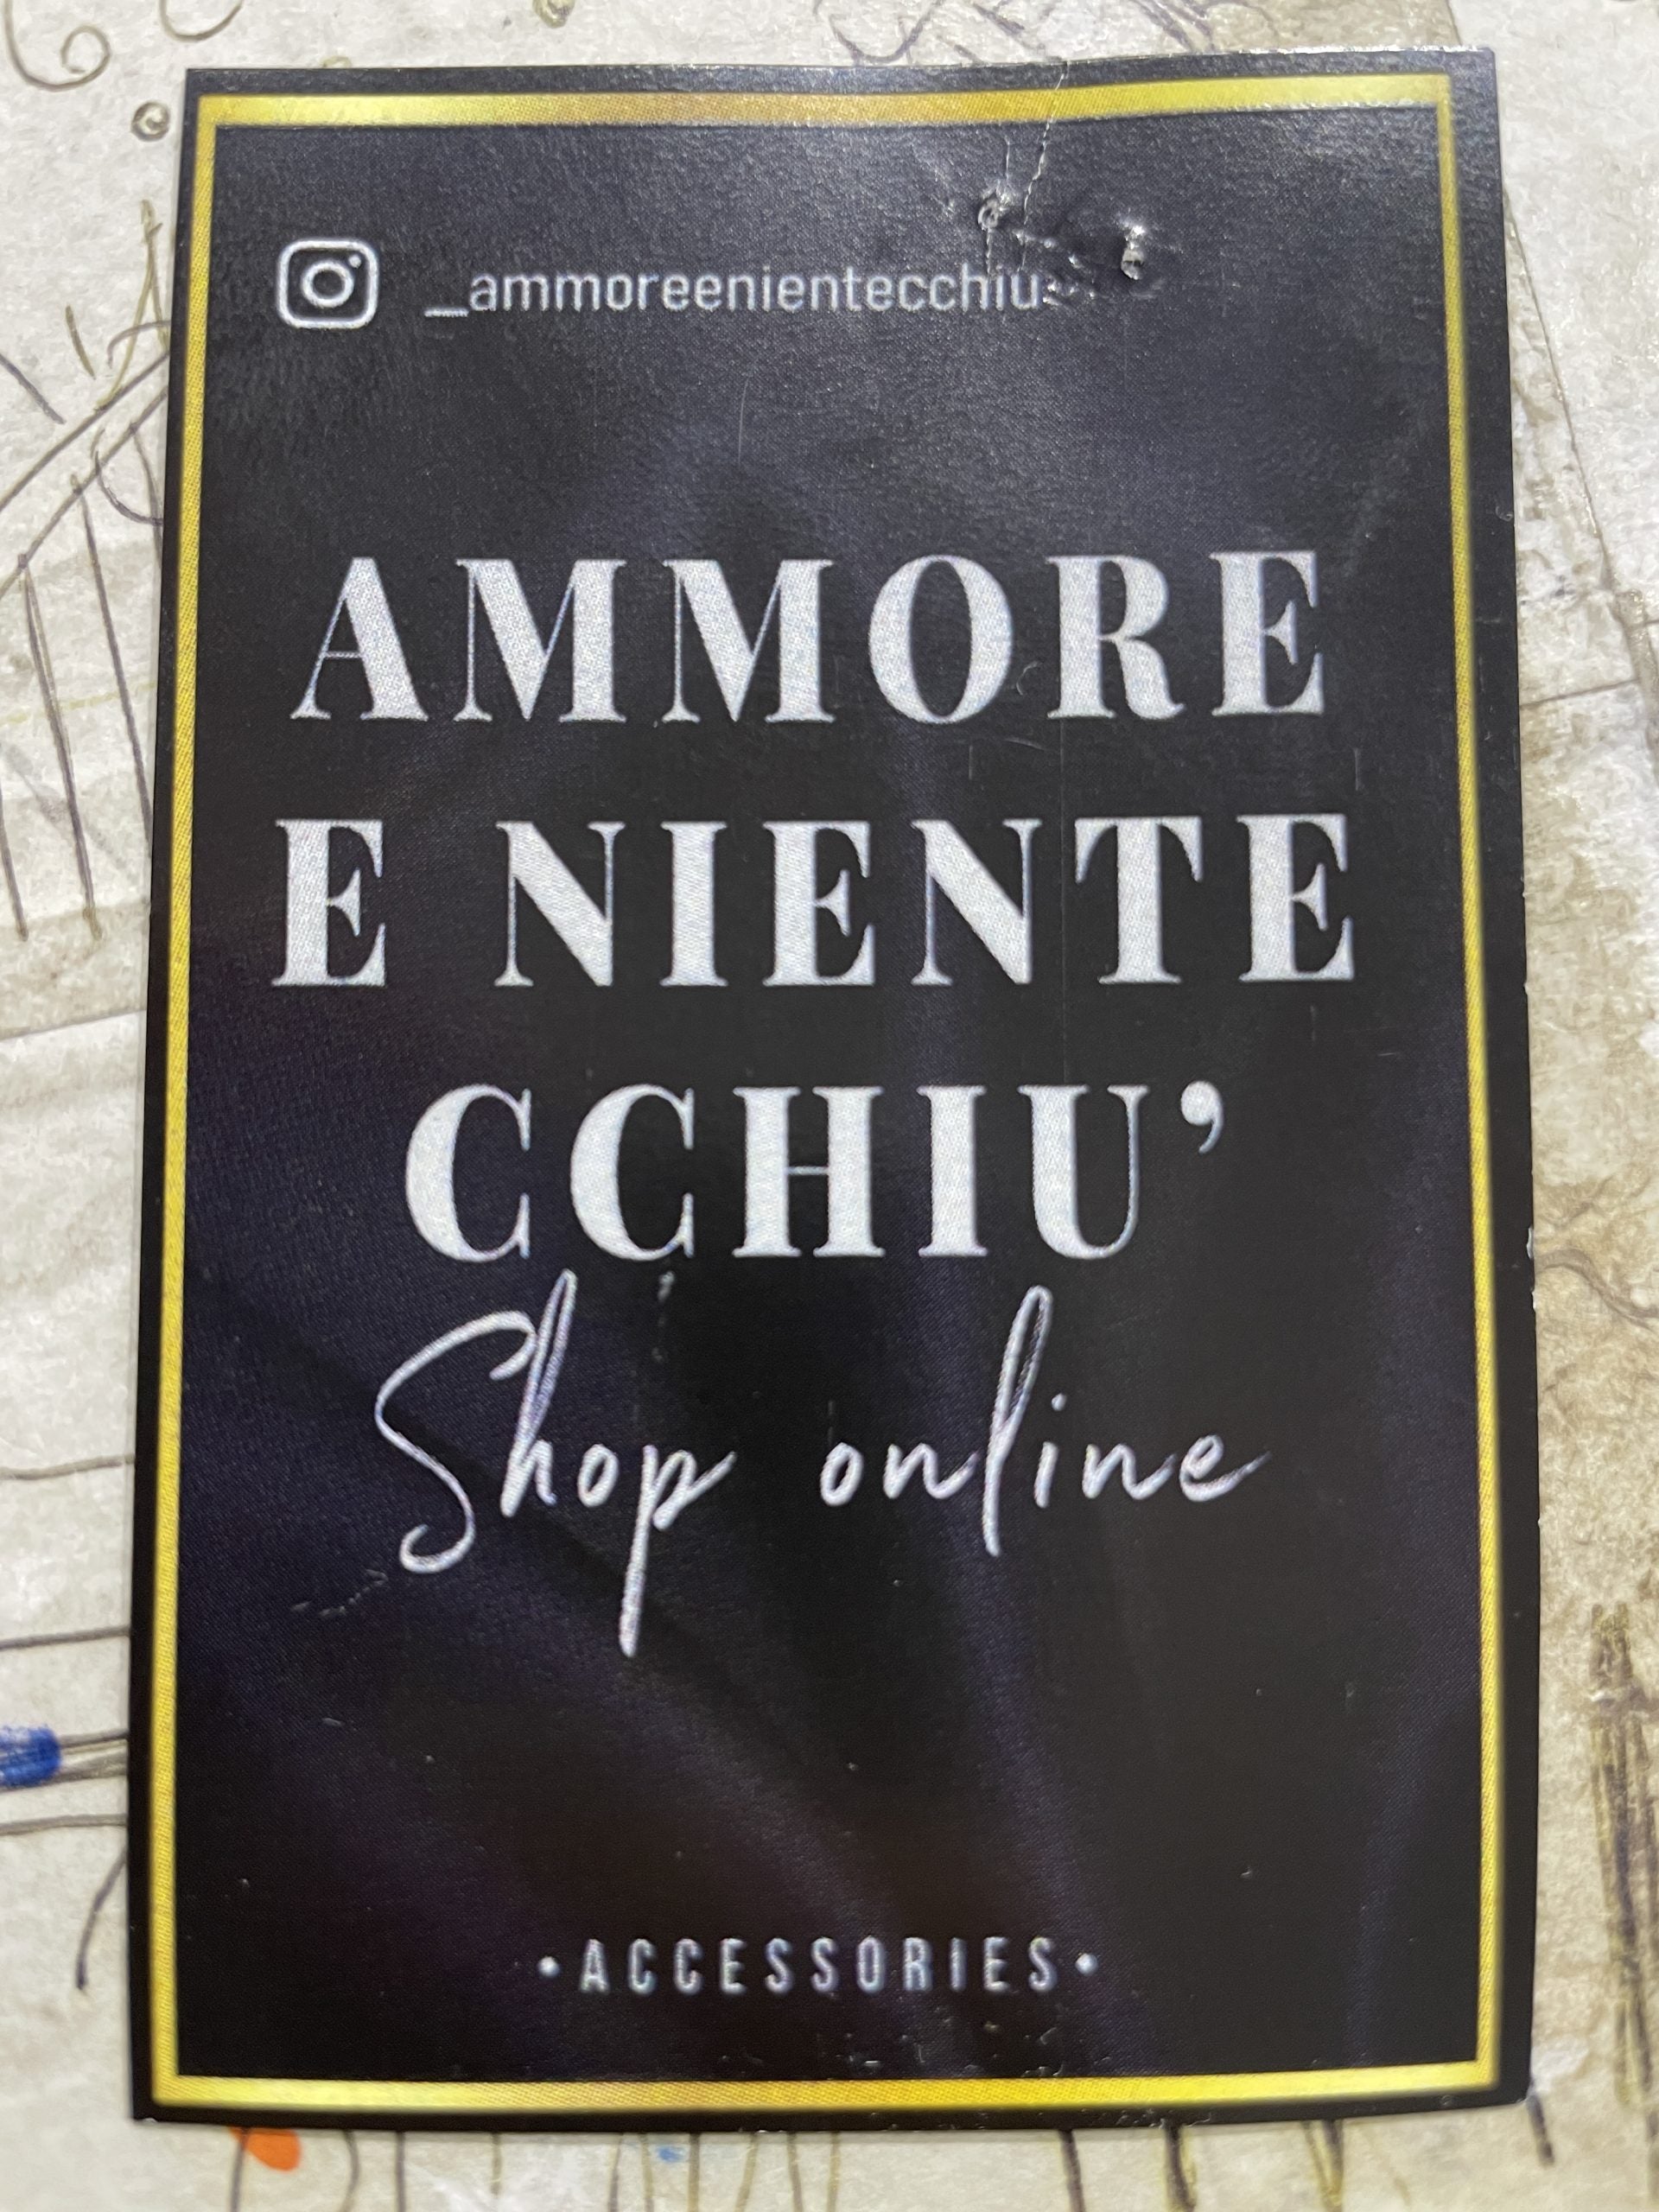 _ammoreenientecchiu
AMMORE
E NIENTE
CCHIU’
Shop online
•ACCESSORIES•